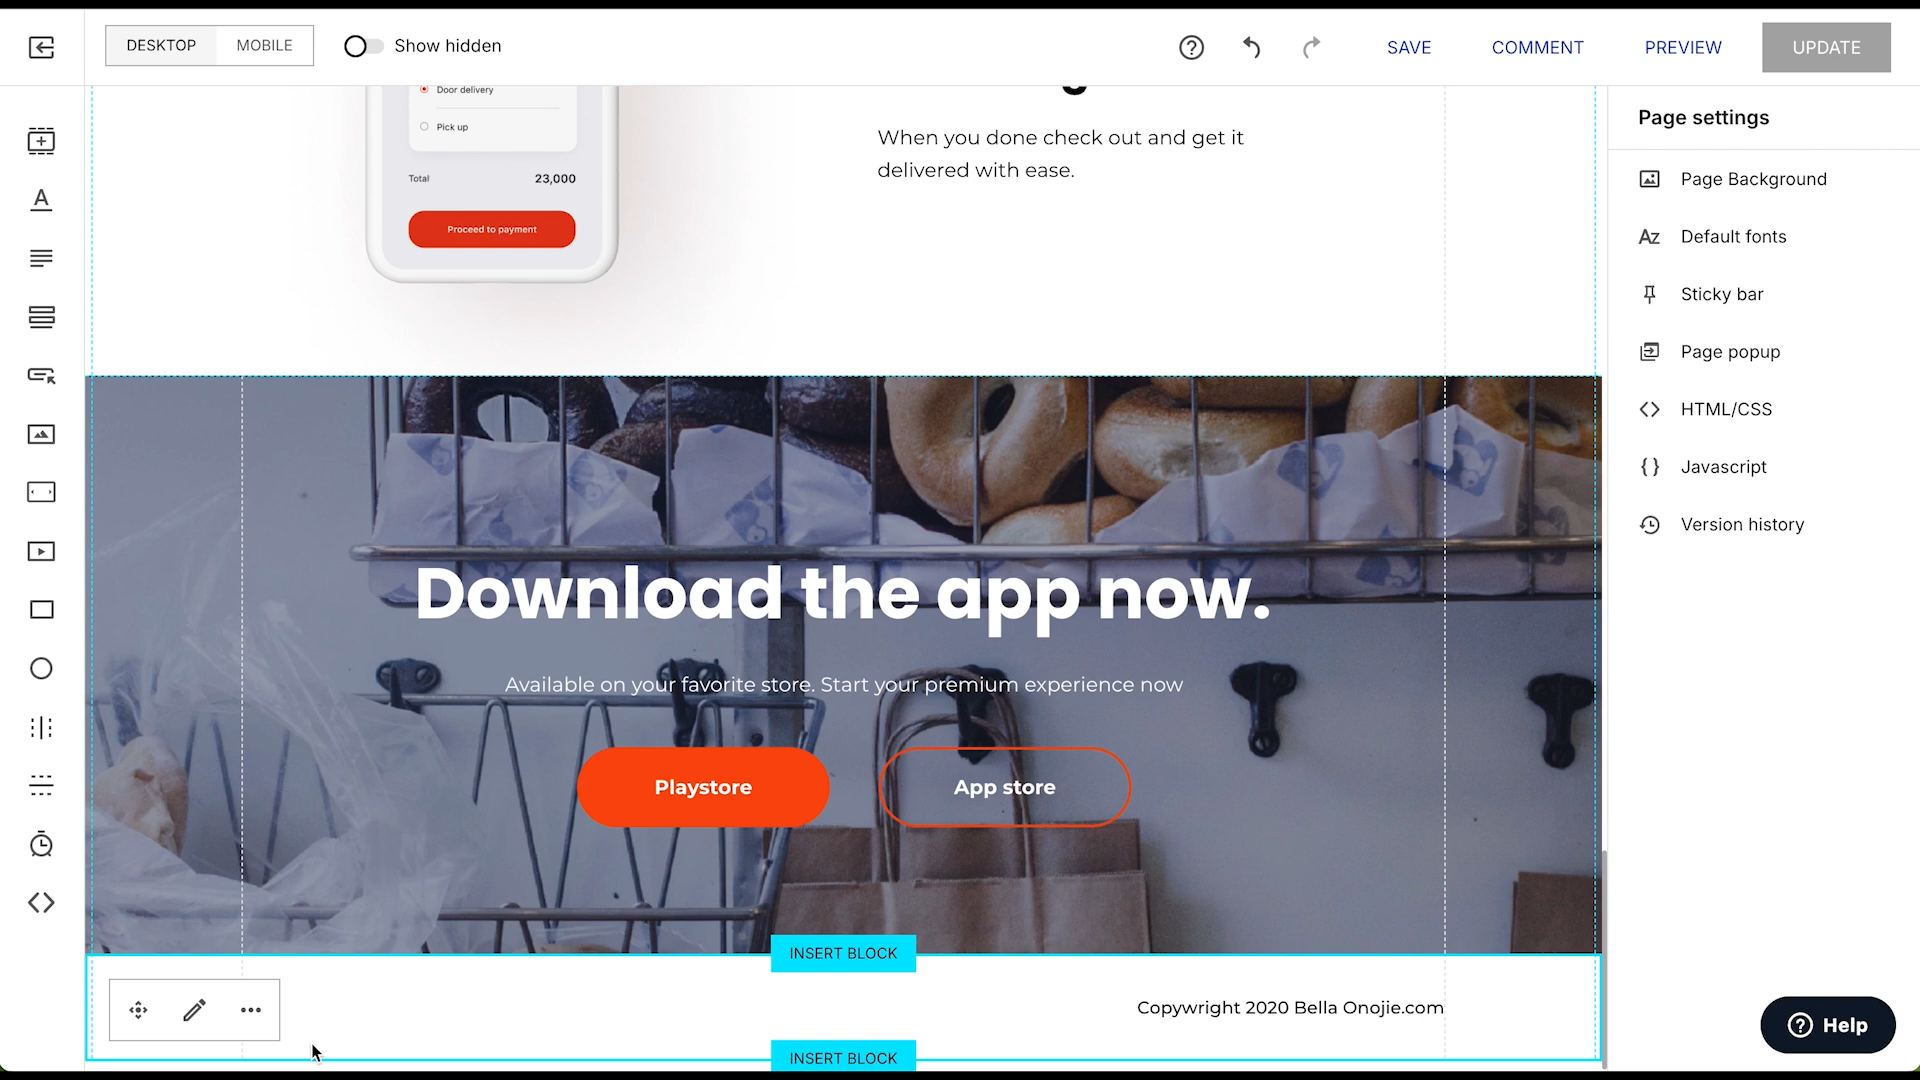 DESKTOP MOBILE Show hidden SAVE COMMENT PREVIEW UPDATE
Door delivery
Pick up
Total 23,000
Proceed to payment
When you done check out and get it
delivered with ease.
Download the app now.
Available on your favorite store. Start your premium experience now
Playstore App store
INSERT BLOCK
Copywright 2020 Bella Onojie.com
INSERT BLOCK
Page settings
Page Background
Az Default fonts
Sticky bar
Page popup
HTML/CSS
Javascript
Version history
Help